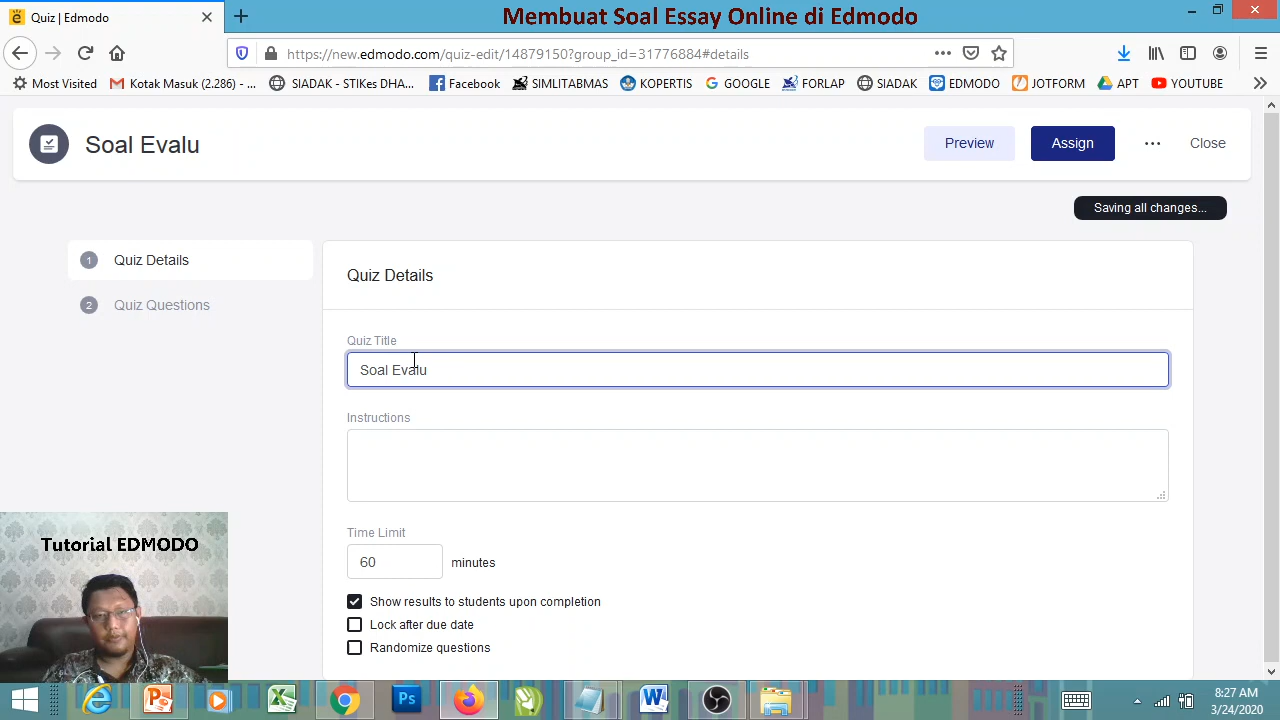 Quiz | Edmodo
Membuat Soal Essay Online di Edmodo
https://new.edmodo.com/quiz-edit/14879150?group_id=31776884#details
Most Visited
Kotak Masuk (2.286) - ...
SIADAK - STIKes DHA...
Facebook
SIMLITABMAS
KOPERTIS
GOOGLE
FORLAP
SIADAK
EDMODO
JOTFORM
APT
YOUTUBE
Soal Evalu
Preview
Assign
Close
Saving all changes...
1 Quiz Details
2 Quiz Questions
Quiz Details
Quiz Title
Soal Evalu
Instructions
Time Limit
60 minutes
Show results to students upon completion
Lock after due date
Randomize questions
Tutorial EDMODO
8:27 AM
3/24/2020